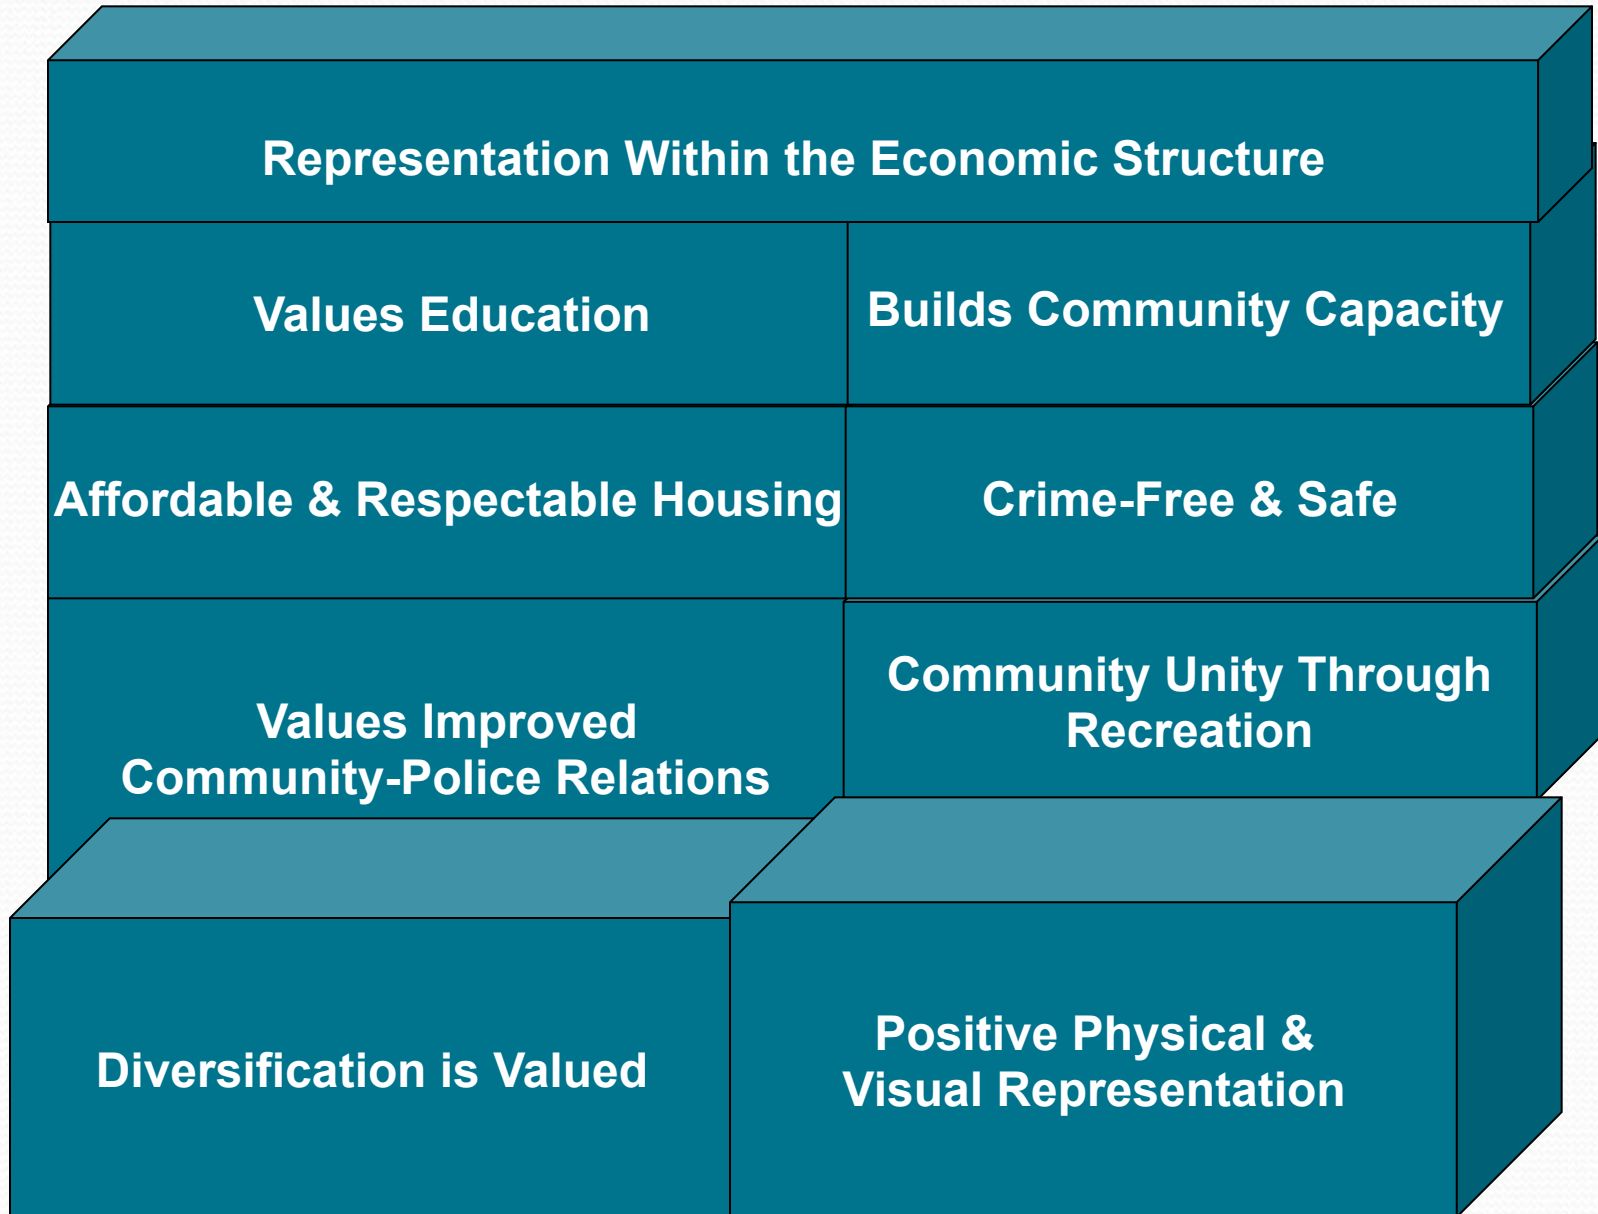 Representation Within the Economic Structure
Values Education
Builds Community Capacity
Affordable & Respectable Housing
Crime-Free & Safe
Values Improved
Community-Police Relations
Community Unity Through
Recreation
Diversification is Valued
Positive Physical &
Visual Representation